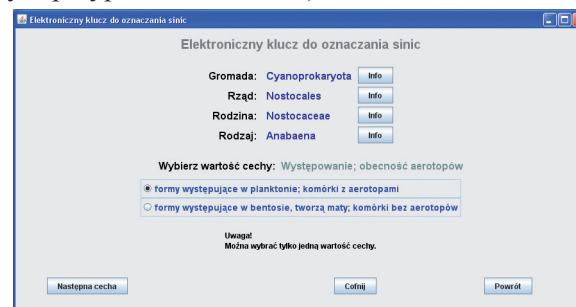 Elektroniczny klucz do oznaczania sinic
Elektroniczny klucz do oznaczania sinic
Gromada: Cyanoprokaryota Info
Rząd: Nostocales Info
Rodzina: Nostocaceae Info
Rodzaj: Anabaena Info
Wybierz wartość cechy: Występowanie; obecność aerotopów
formy występujące w planktonie; komórki z aerotopami
formy występujące w bentosie, tworzą maty; komórki bez aerotopów
Uwaga!
Można wybrać tylko jedną wartość cechy.
Następna cecha Cofnij Powrót